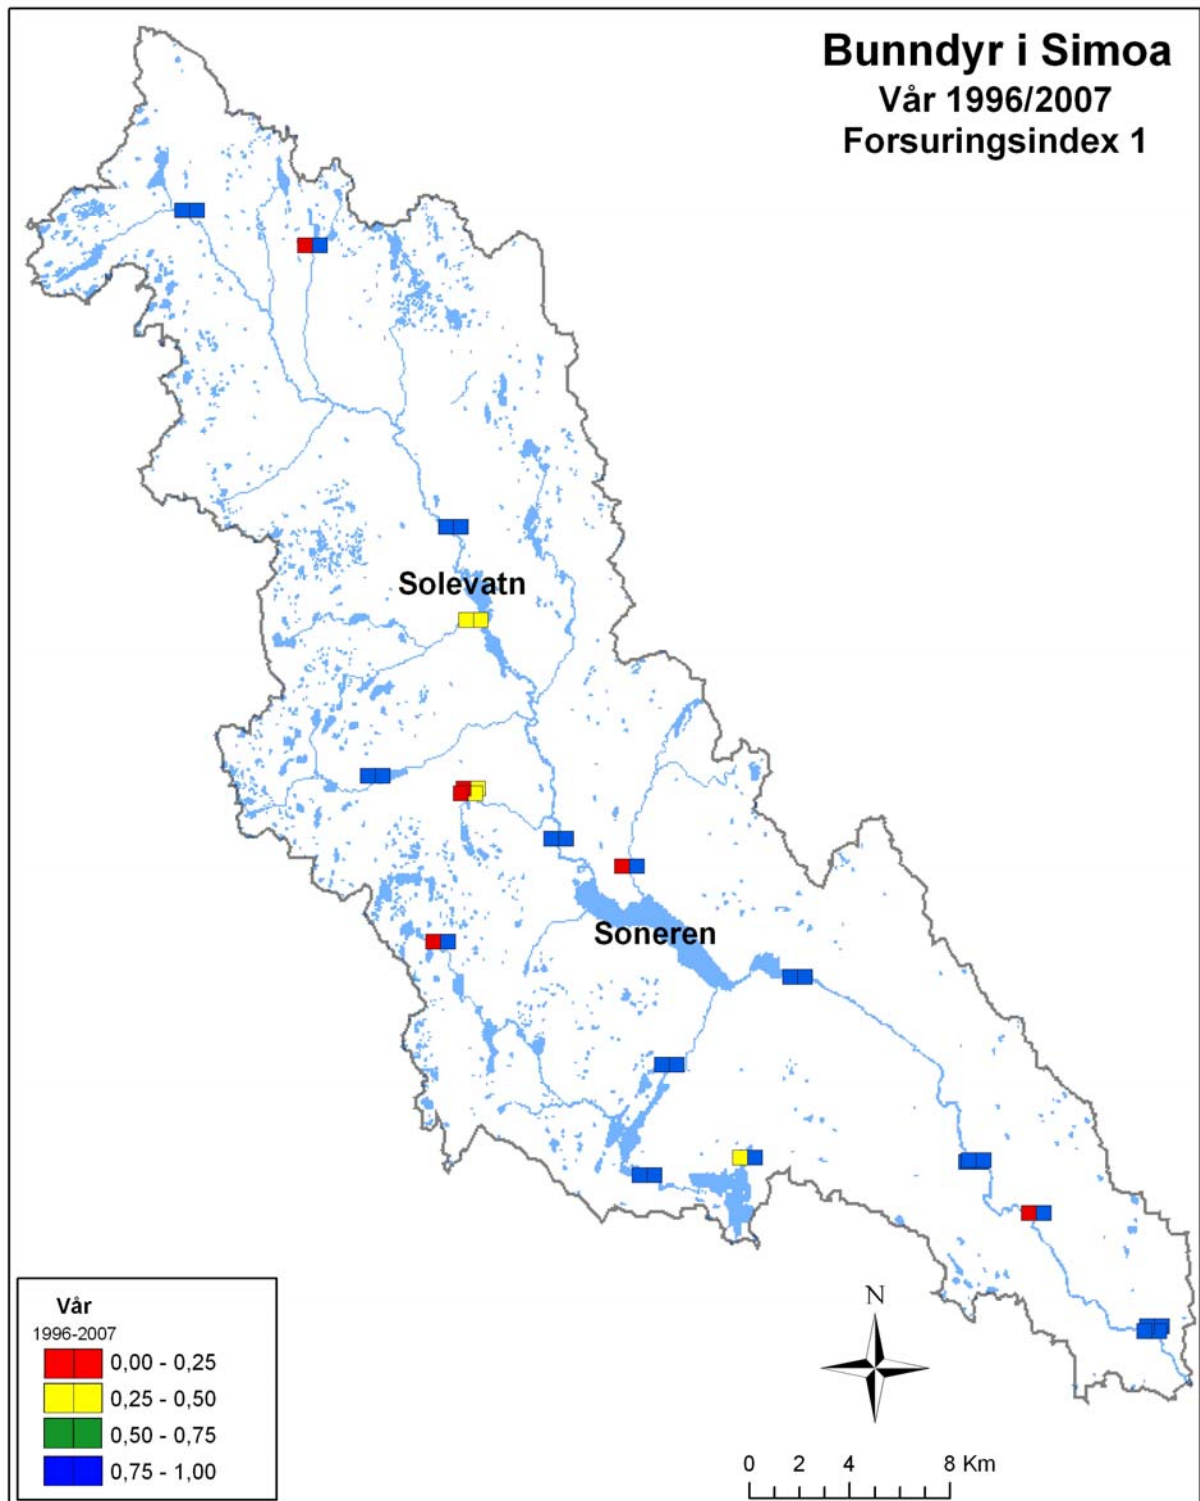 Bunndyr i Simoa
Vår 1996/2007
Forsuringsindex 1
Solevatn
Soneren
Vår
1996-2007
0,00 - 0,25
0,25 - 0,50
0,50 - 0,75
0,75 - 1,00
N
0 2 4 8 Km